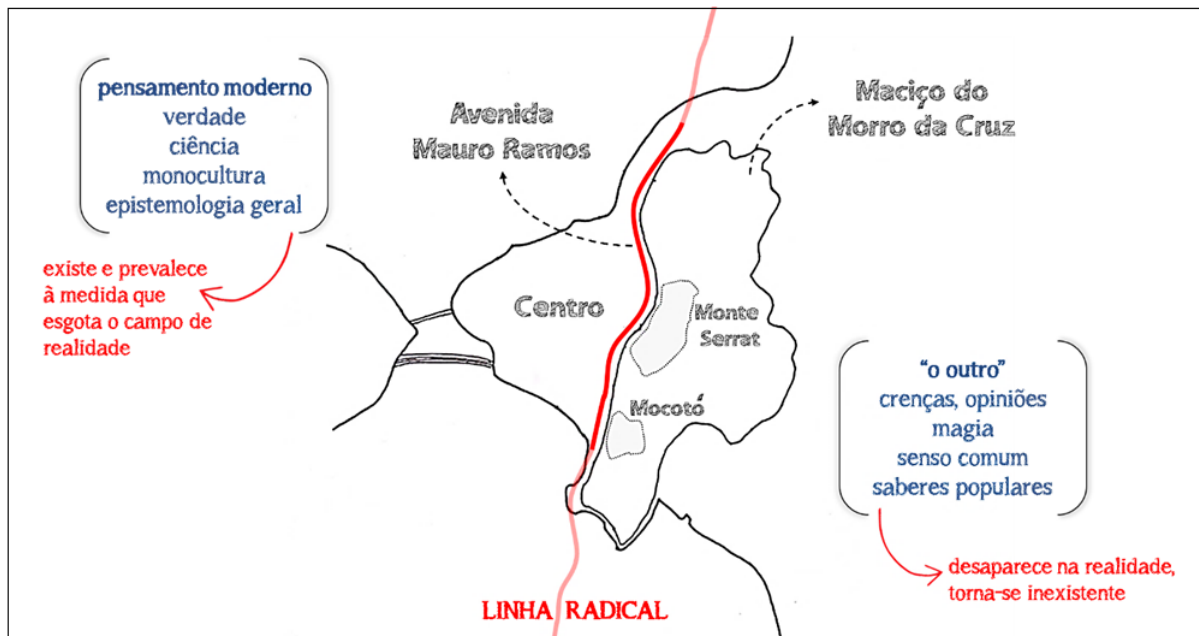 pensamento moderno
verdade
ciência
monocultura
epistemologia geral
existe e prevalece
à medida que
esgota o campo de
realidade
Avenida
Mauro Ramos
Maciço do
Morro da Cruz
Centro
Monte
Serrat
Mocotó
"o outro"
crenças, opiniões
magia
senso comum
saberes populares
desaparece na realidade,
torna-se inexistente
LINHA RADICAL